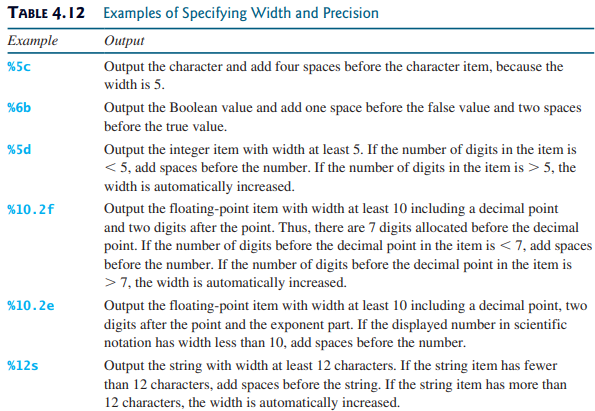 TABLE 4.12 Examples of Specifying Width and Precision
Example Output
%5c Output the character and add four spaces before the character item, because the
width is 5.
%6b Output the Boolean value and add one space before the false value and two spaces
before the true value.
%5d Output the integer item with width at least 5. If the number of digits in the item is
< 5, add spaces before the number. If the number of digits in the item is > 5, the
width is automatically increased.
%10.2f Output the floating-point item with width at least 10 including a decimal point
and two digits after the point. Thus, there are 7 digits allocated before the decimal
point. If the number of digits before the decimal point in the item is < 7, add spaces
before the number. If the number of digits before the decimal point in the item is
> 7, the width is automatically increased.
%10.2e Output the floating-point item with width at least 10 including a decimal point, two
digits after the point and the exponent part. If the displayed number in scientific
notation has width less than 10, add spaces before the number.
%12s Output the string with width at least 12 characters. If the string item has fewer
than 12 characters, add spaces before the string. If the string item has more than
12 characters, the width is automatically increased.